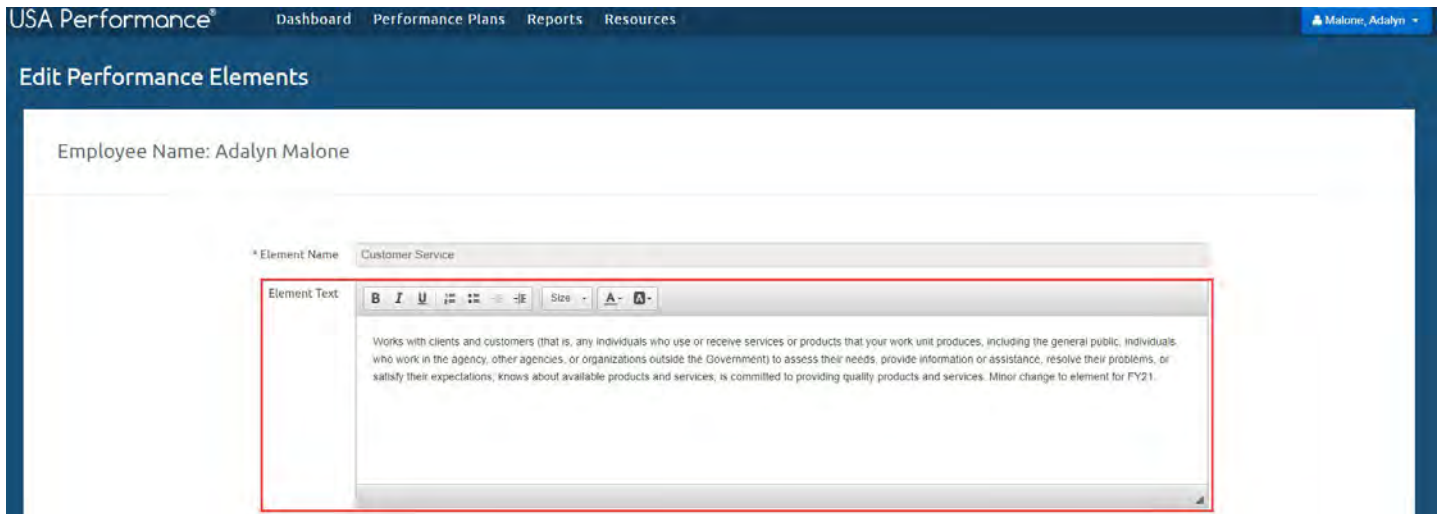 USA Performance® Dashboard Performance Plans Reports Resources Malone, Adalyn
Edit Performance Elements
Employee Name: Adalyn Malone
* Element Name Customer Service
Element Text B I U Size A A
Works with clients and customers (that is, any individuals who use or receive services or products that your work unit produces, including the general public, individuals
who work in the agency, other agencies, or organizations outside the Government) to assess their needs, provide information or assistance, resolve their problems, or
satisfy their expectations, knows about available products and services, is committed to providing quality products and services. Minor change to element for FY21.